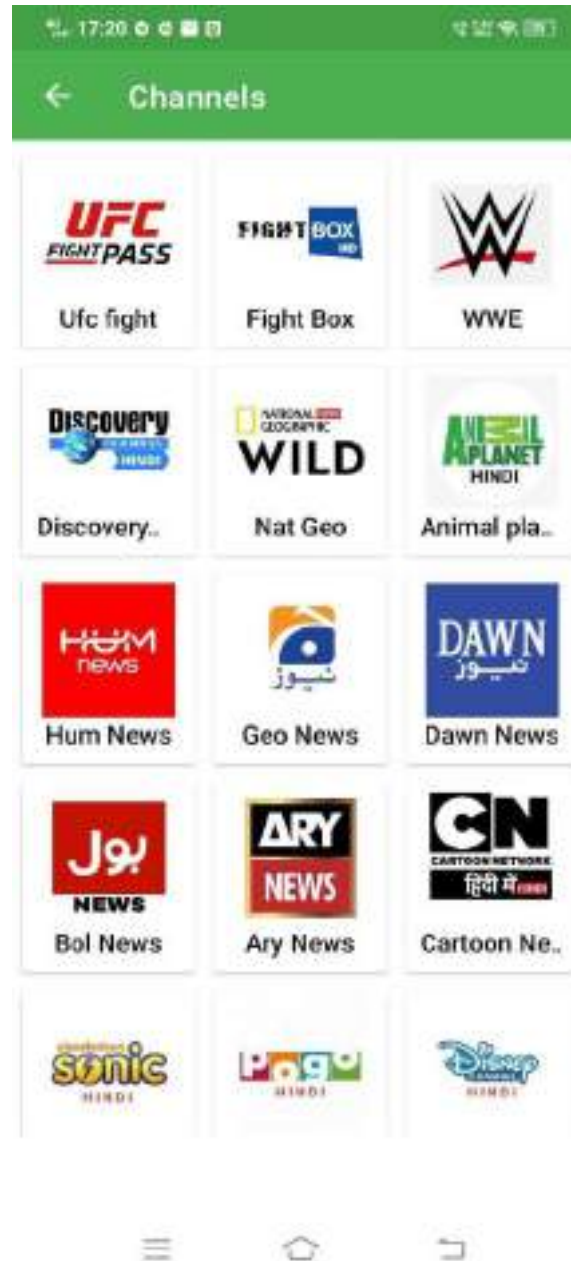 17:20
Channels
UFC
FIGHT PASS
FIGHT BOX
HD
W
Ufc fight
Fight Box
WWE
Discovery
HINDI
NATIONAL
GEOGRAPHIC
WILD
ANIMAL
PLANET
HINDI
Discovery..
Nat Geo
Animal pla..
HUM
news
نیوز
DAWN
نیوز
Hum News
Geo News
Dawn News
بول
NEWS
ARY
NEWS
CN
CARTOON NETWORK
हिंदी में
Bol News
Ary News
Cartoon Ne..
sonic
HINDI
Pogo
HINDI
Disney
HINDI